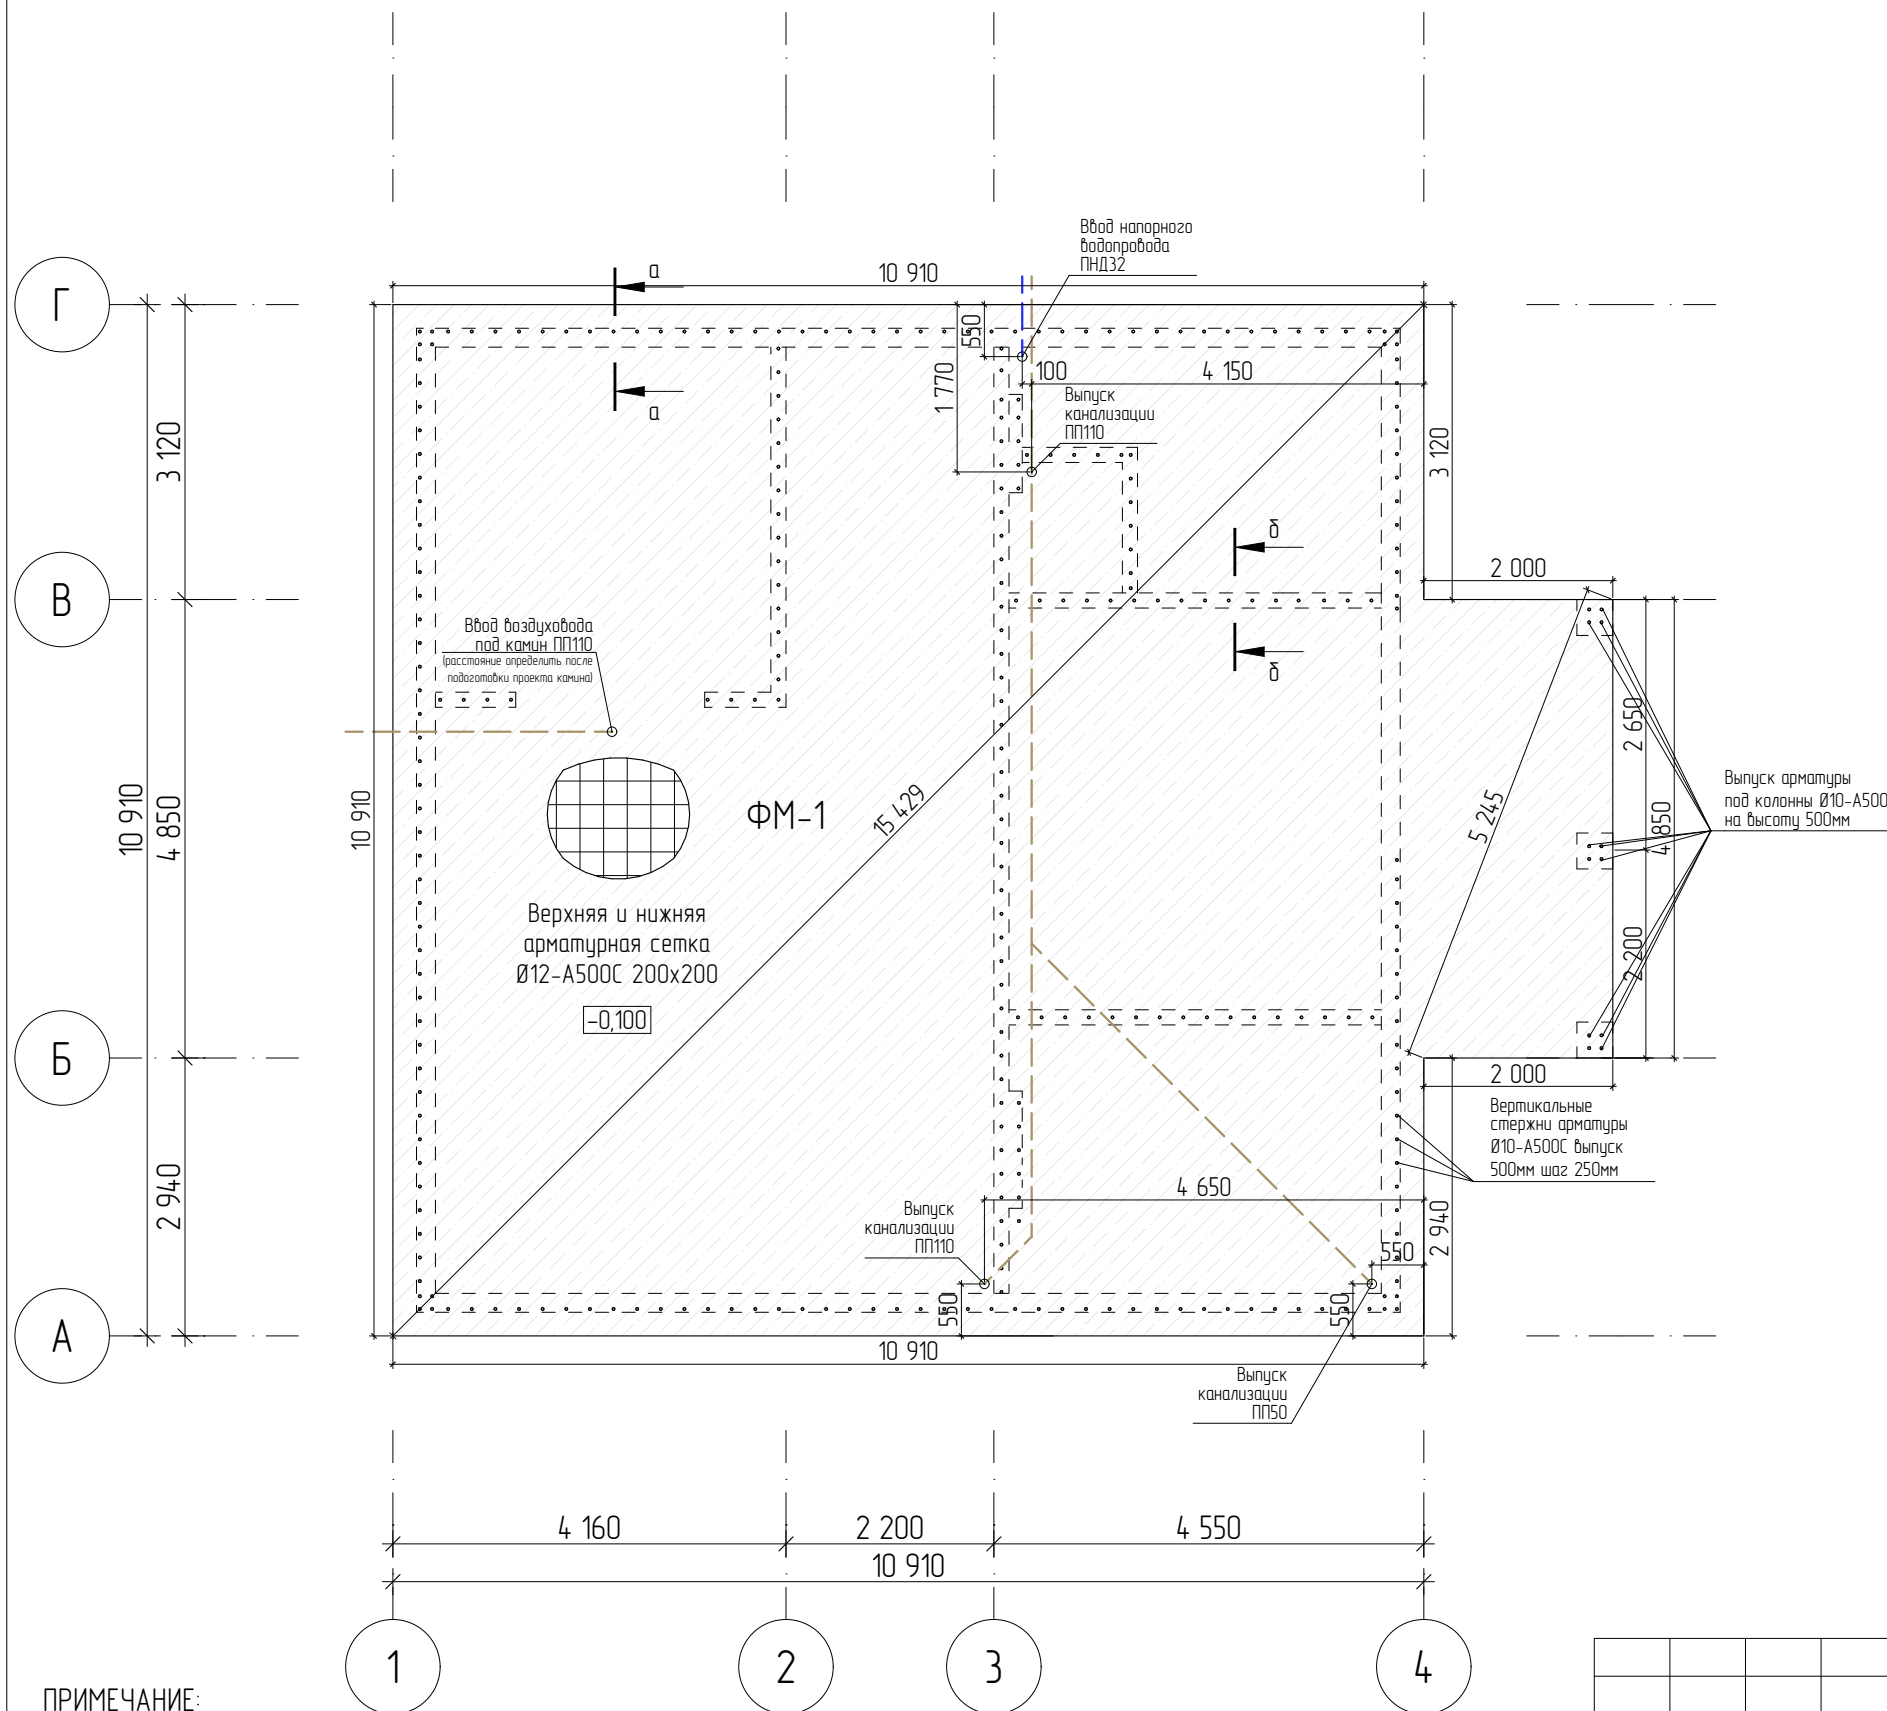 Ввод напорного
водопровода
ПНД32
а
10 910
Г
550
1 770
100
4 150
а
Выпуск
канализации
ПП110
3 120
3 120
б
2 000
В
Ввод воздуховода
под камин ПП110
(расстояние определить после
подоготовки проекта камина)
б
2 650
10 910
4 850
10 910
ФМ-1
15 429
5 245
4 850
Выпуск арматуры
под колонны Ø10-А500
на высоту 500мм
Верхняя и нижняя
арматурная сетка
Ø12-А500С 200х200
-0,100
2 200
Б
2 000
Вертикальные
стержни арматуры
Ø10-А500С выпуск
500мм шаг 250мм
2 940
4 650
Выпуск
канализации
ПП110
550
2 940
550
550
А
10 910
Выпуск
канализации
ПП50
4 160
2 200
4 550
10 910
1
2
3
4
ПРИМЕЧАНИЕ: